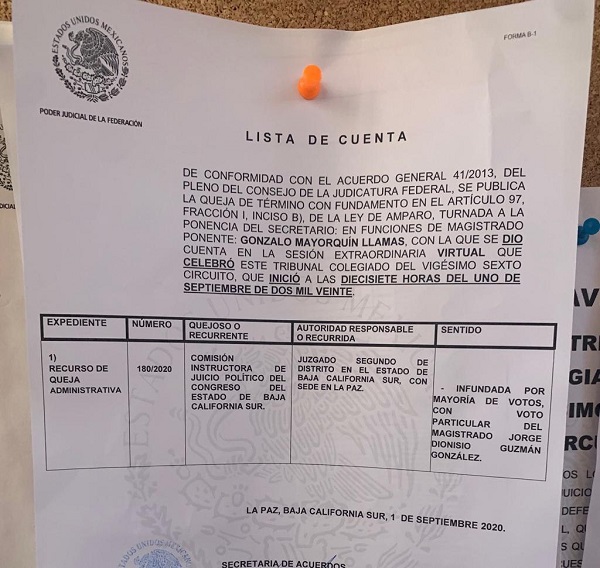 ESTADOS UNIDOS MEXICANOS
FORMA B-1
PODER JUDICIAL DE LA FEDERACIÓN
LISTA DE CUENTA
DE CONFORMIDAD CON EL ACUERDO GENERAL 41/2013, DEL
PLENO DEL CONSEJO DE LA JUDICATURA FEDERAL, SE PUBLICA
LA QUEJA DE TÉRMINO CON FUNDAMENTO EN EL ARTÍCULO 97,
FRACCIÓN I, INCISO B), DE LA LEY DE AMPARO, TURNADA A LA
PONENCIA DEL SECRETARIO: EN FUNCIONES DE MAGISTRADO
PONENTE: GONZALO MAYORQUÍN LLAMAS, CON LA QUE SE DIO
CUENTA EN LA SESIÓN EXTRAORDINARIA VIRTUAL QUE
CELEBRÓ ESTE TRIBUNAL COLEGIADO DEL VIGÉSIMO SEXTO
CIRCUITO, QUE INICIÓ A LAS DIECISIETE HORAS DEL UNO DE
SEPTIEMBRE DE DOS MIL VEINTE.
EXPEDIENTE
NÚMERO
QUEJOSO O
RECURRENTE
AUTORIDAD RESPONSABLE
O RECURRIDA
SENTIDO
1)
RECURSO DE
QUEJA
ADMINISTRATIVA
180/2020
COMISIÓN
INSTRUCTORA DE
JUICIO POLÍTICO DEL
CONGRESO DEL
ESTADO DE BAJA
CALIFORNIA SUR.
JUZGADO SEGUNDO DE
DISTRITO EN EL ESTADO DE
BAJA CALIFORNIA SUR, CON
SEDE EN LA PAZ.
- INFUNDADA POR
MAYORÍA DE VOTOS,
CON VOTO
PARTICULAR DEL
MAGISTRADO JORGE
DIONISIO GUZMÁN
GONZÁLEZ.
LA PAZ, BAJA CALIFORNIA SUR, 1 DE SEPTIEMBRE 2020.
SECRETARIA DE ACUERDOS